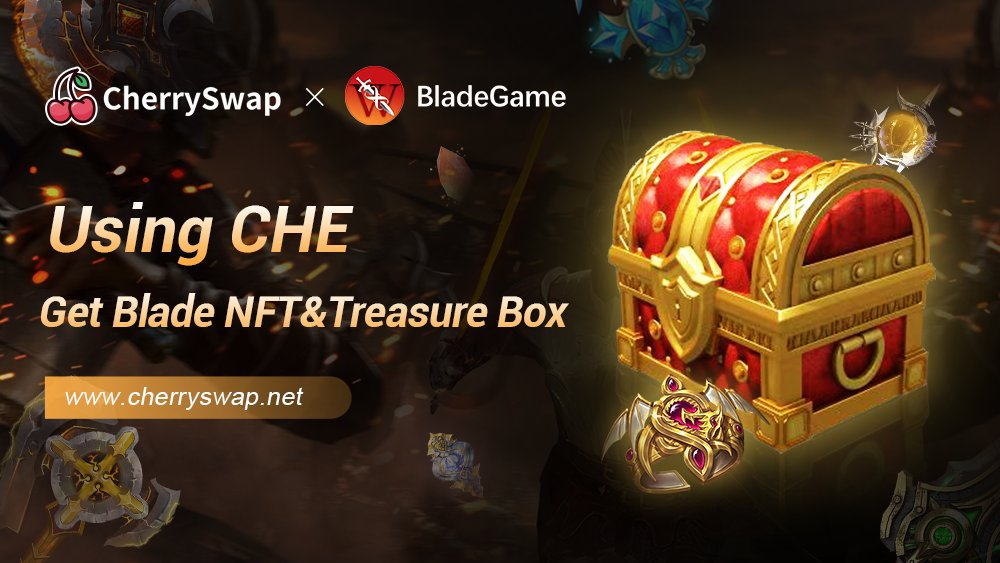 CherrySwap × BladeGame
Using CHE
Get Blade NFT&Treasure Box
www.cherryswap.net